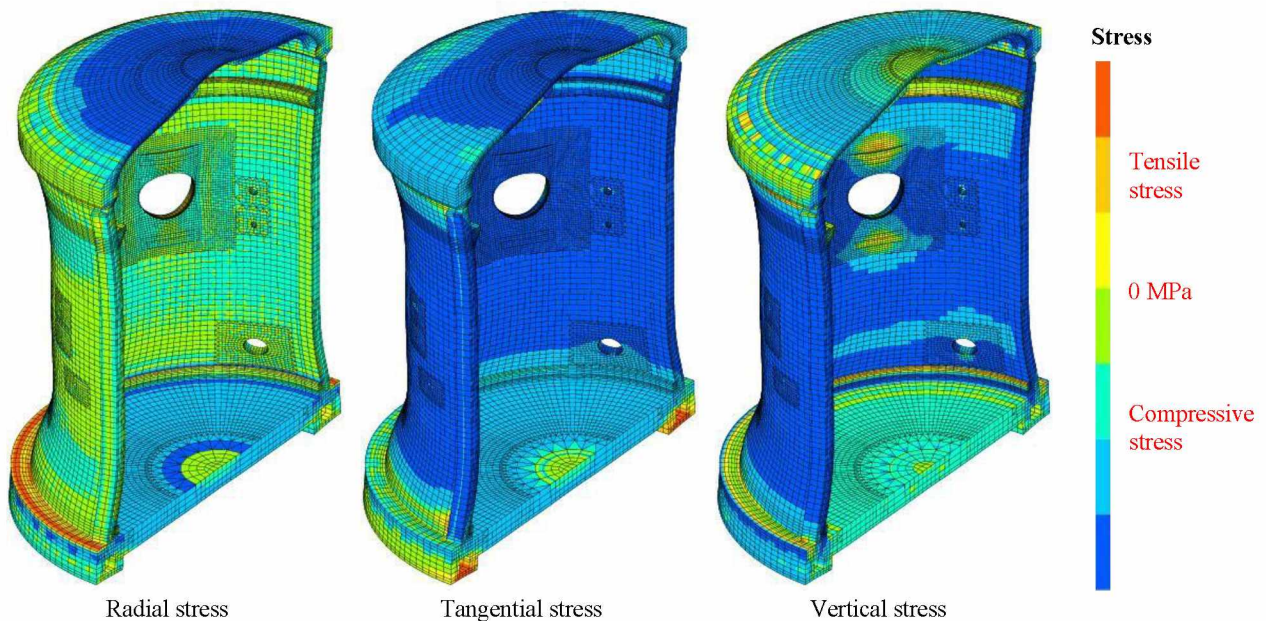 Stress
Tensile
stress
0 MPa
Compressive
stress
Radial stress
Tangential stress
Vertical stress